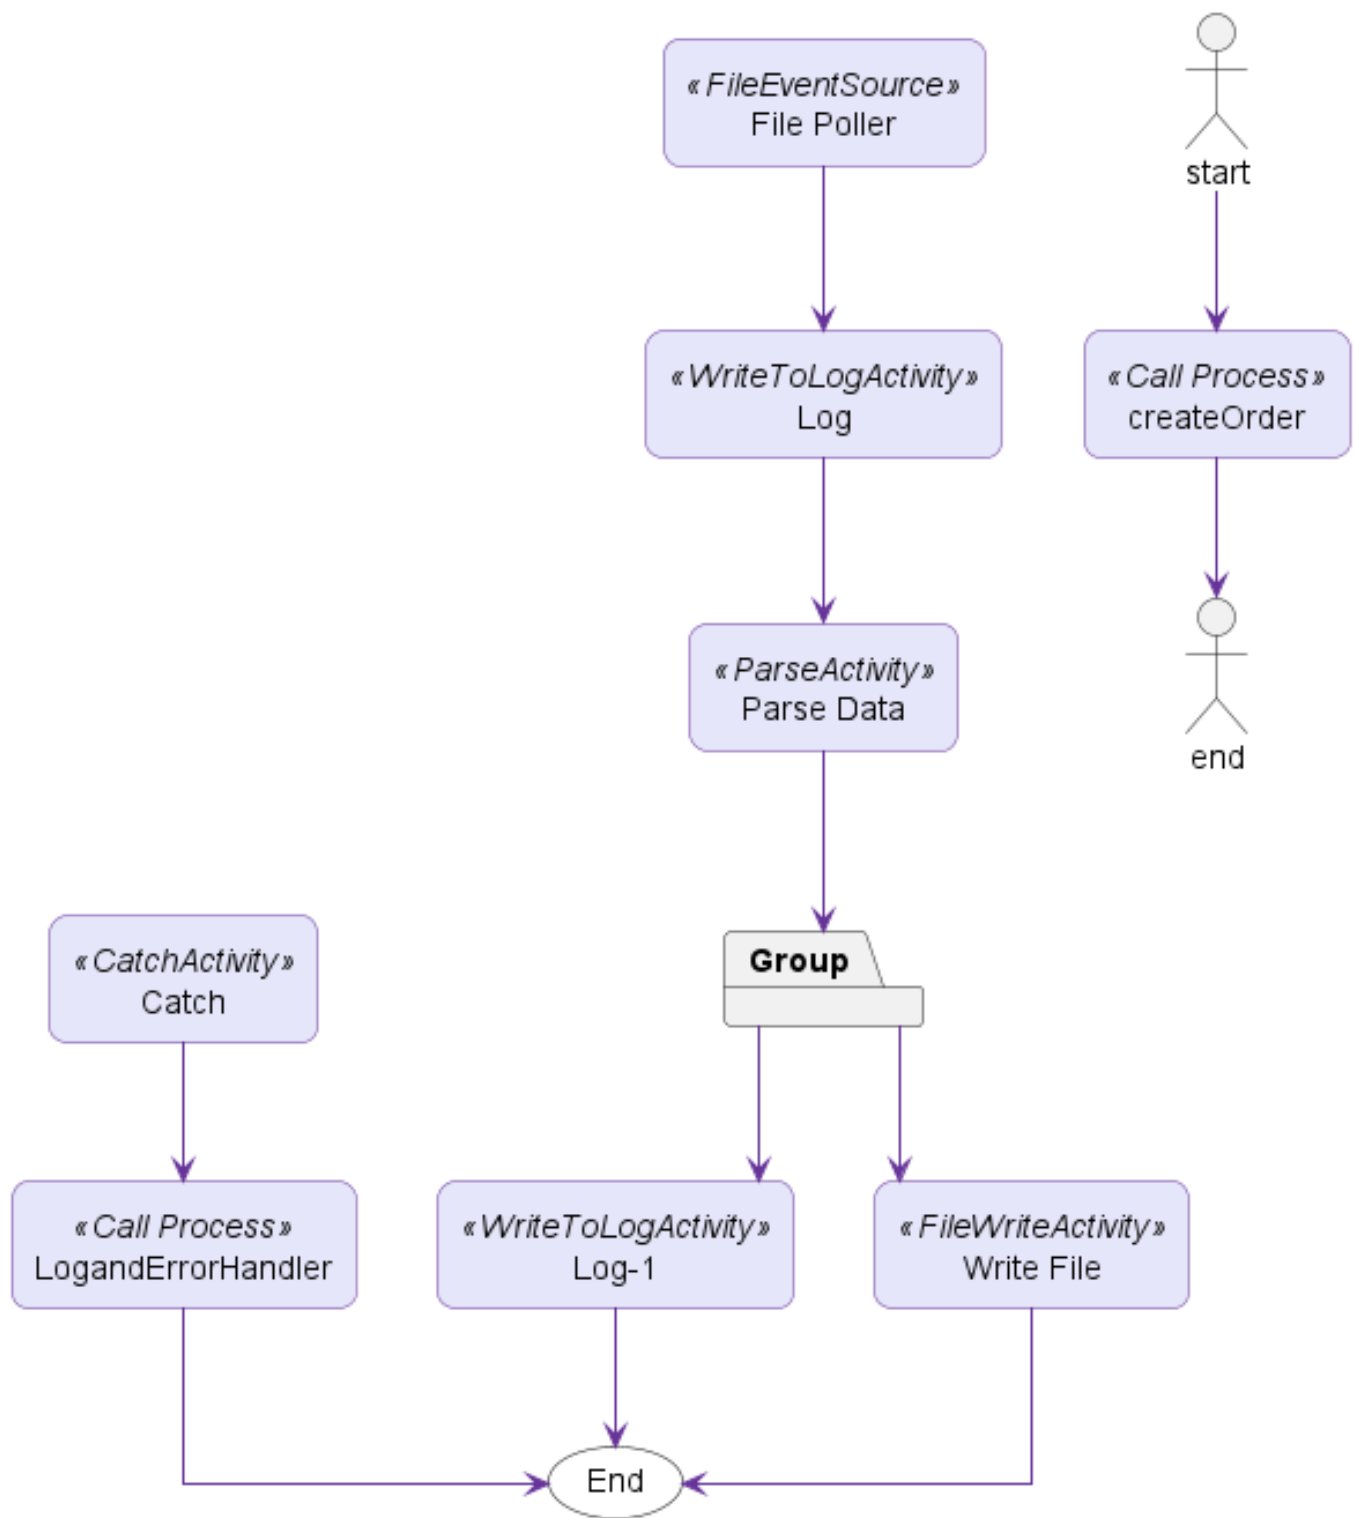 «FileEventSource»
File Poller
start
«WriteToLogActivity»
Log
«Call Process»
createOrder
«ParseActivity»
Parse Data
end
«CatchActivity»
Catch
Group
«Call Process»
LogandErrorHandler
«WriteToLogActivity»
Log-1
«FileWriteActivity»
Write File
End